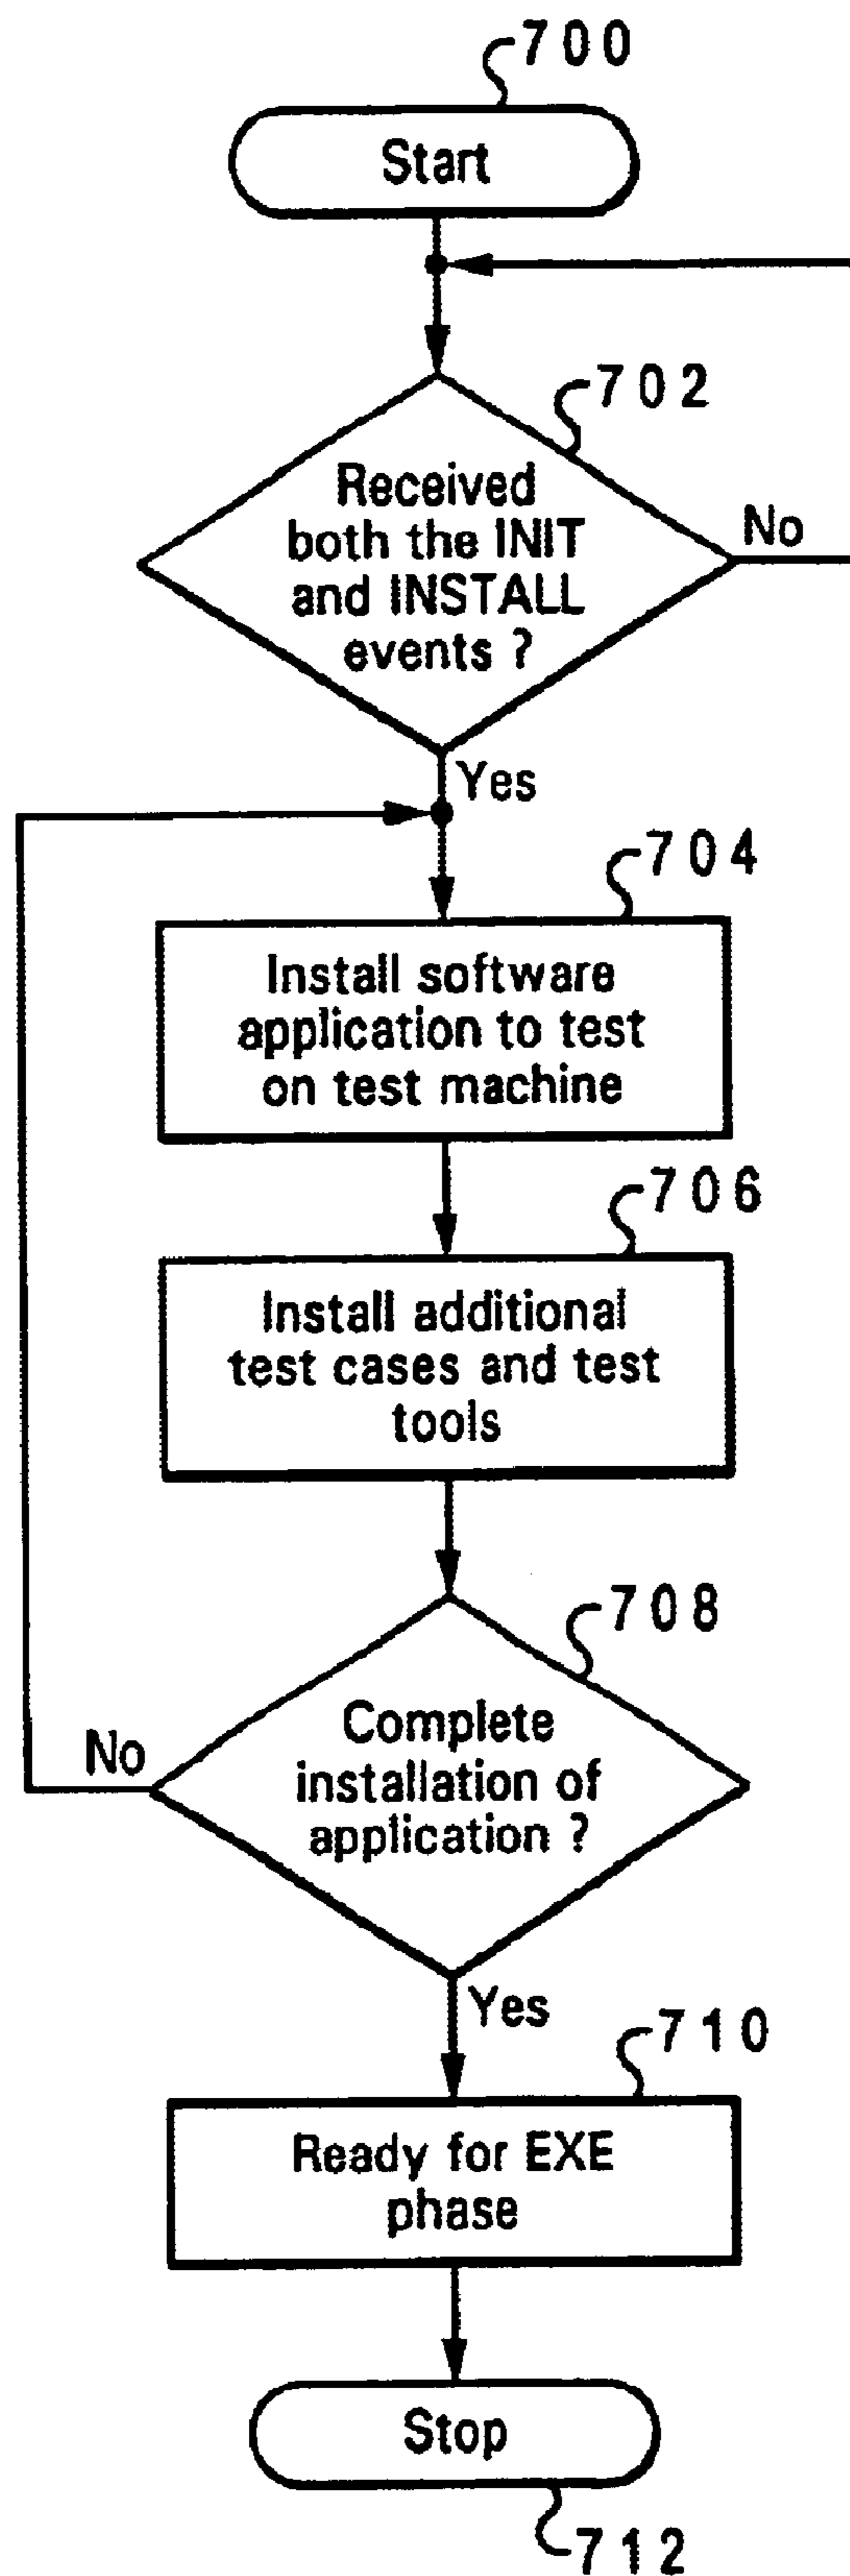 700
Start
702
Received
both the INIT
and INSTALL
events ?
No
Yes
704
Install software
application to test
on test machine
706
Install additional
test cases and test
tools
708
Complete
installation of
application ?
No
Yes
710
Ready for EXE
phase
Stop
712